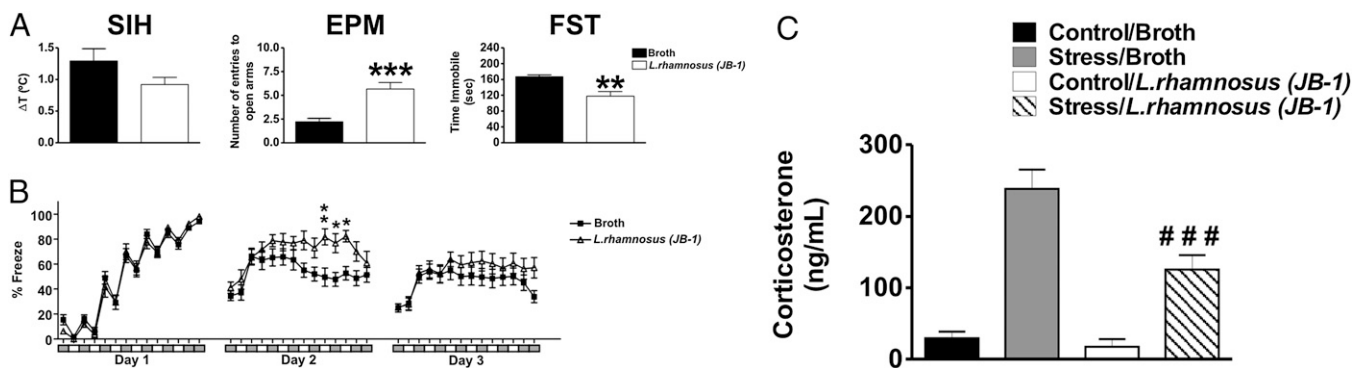 A
SIH
EPM
FST
ΔT (ºC)
1.5
1.0
0.5
0.0
Number of entries to
open arms
10.0
7.5
5.0
2.5
0.0
***
Time Immobile
(sec)
240
200
160
120
80
40
0
**
Broth
L.rhamnosus (JB-1)
B
% Freeze
100
80
60
40
20
0
*
*
*
*
Broth
L.rhamnosus (JB-1)
Day 1
Day 2
Day 3
C
Control/Broth
Stress/Broth
Control/L.rhamnosus (JB-1)
Stress/L.rhamnosus (JB-1)
Corticosterone
(ng/mL)
300
200
100
0
###